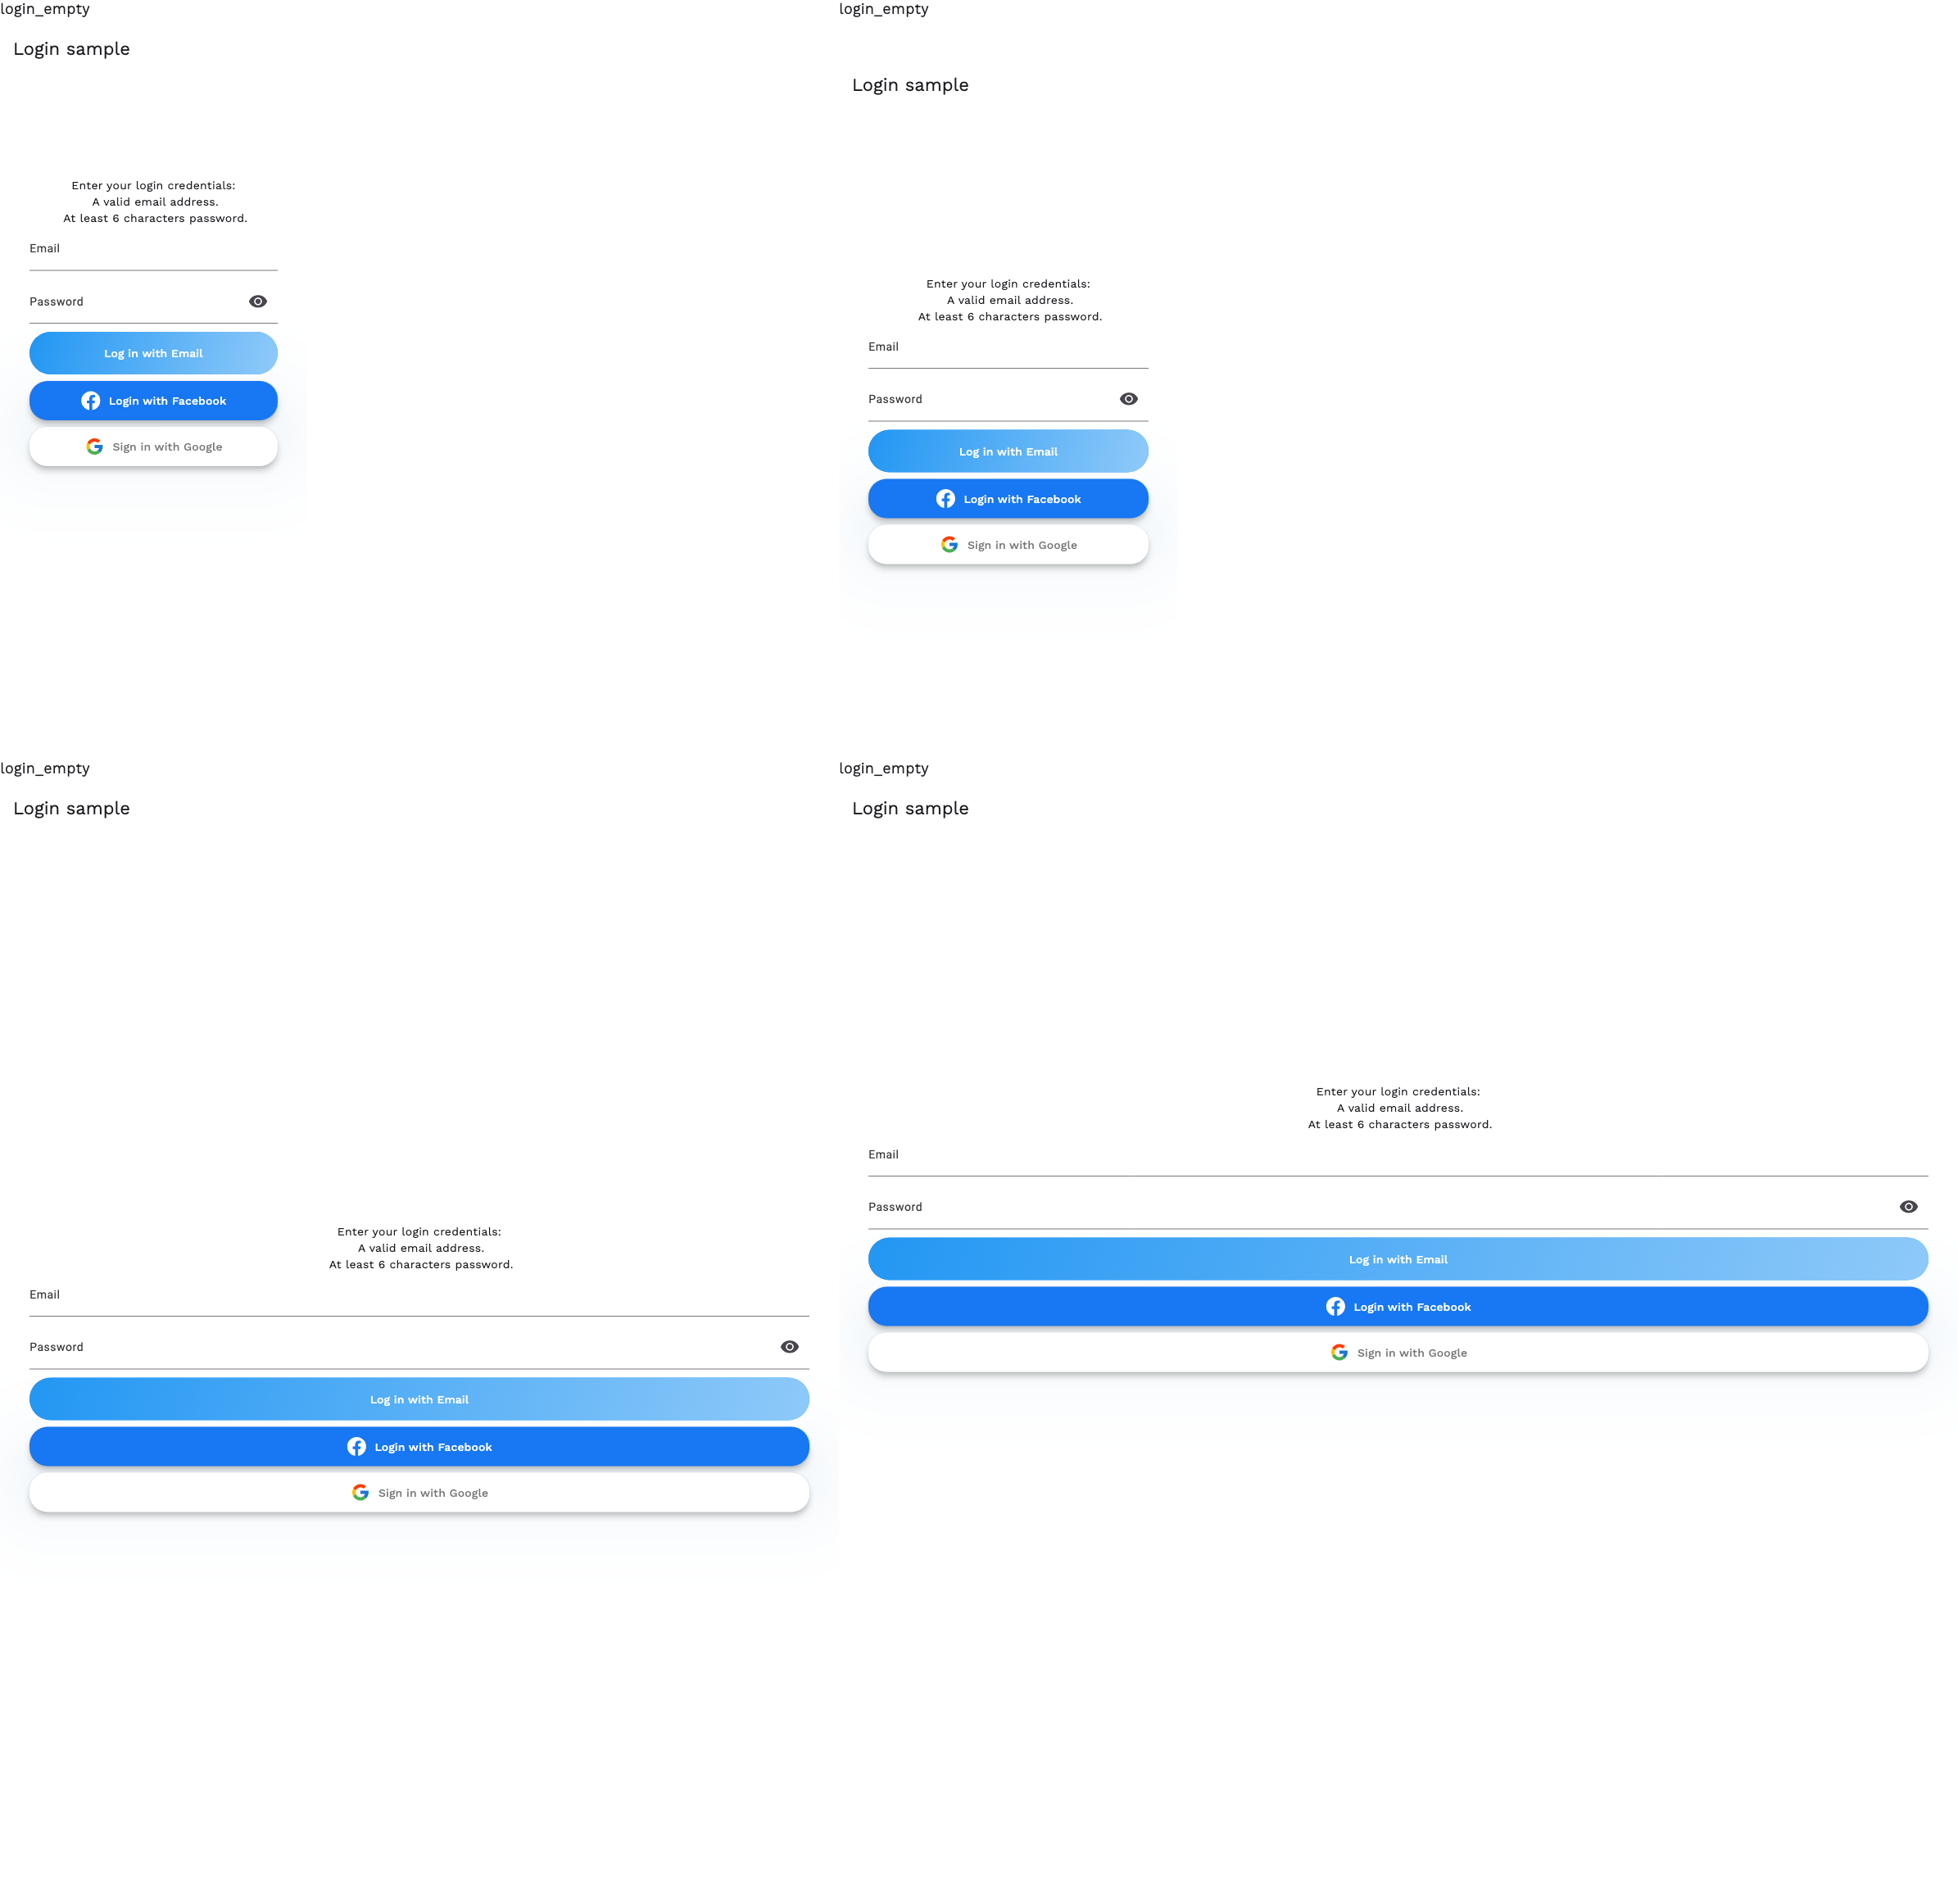 login_empty
Login sample
Enter your login credentials:
A valid email address.
At least 6 characters password.
Email
Password
Log in with Email
Login with Facebook
Sign in with Google
login_empty
Login sample
Enter your login credentials:
A valid email address.
At least 6 characters password.
Email
Password
Log in with Email
Login with Facebook
Sign in with Google
login_empty
Login sample
Enter your login credentials:
A valid email address.
At least 6 characters password.
Email
Password
Log in with Email
Login with Facebook
Sign in with Google
login_empty
Login sample
Enter your login credentials:
A valid email address.
At least 6 characters password.
Email
Password
Log in with Email
Login with Facebook
Sign in with Google